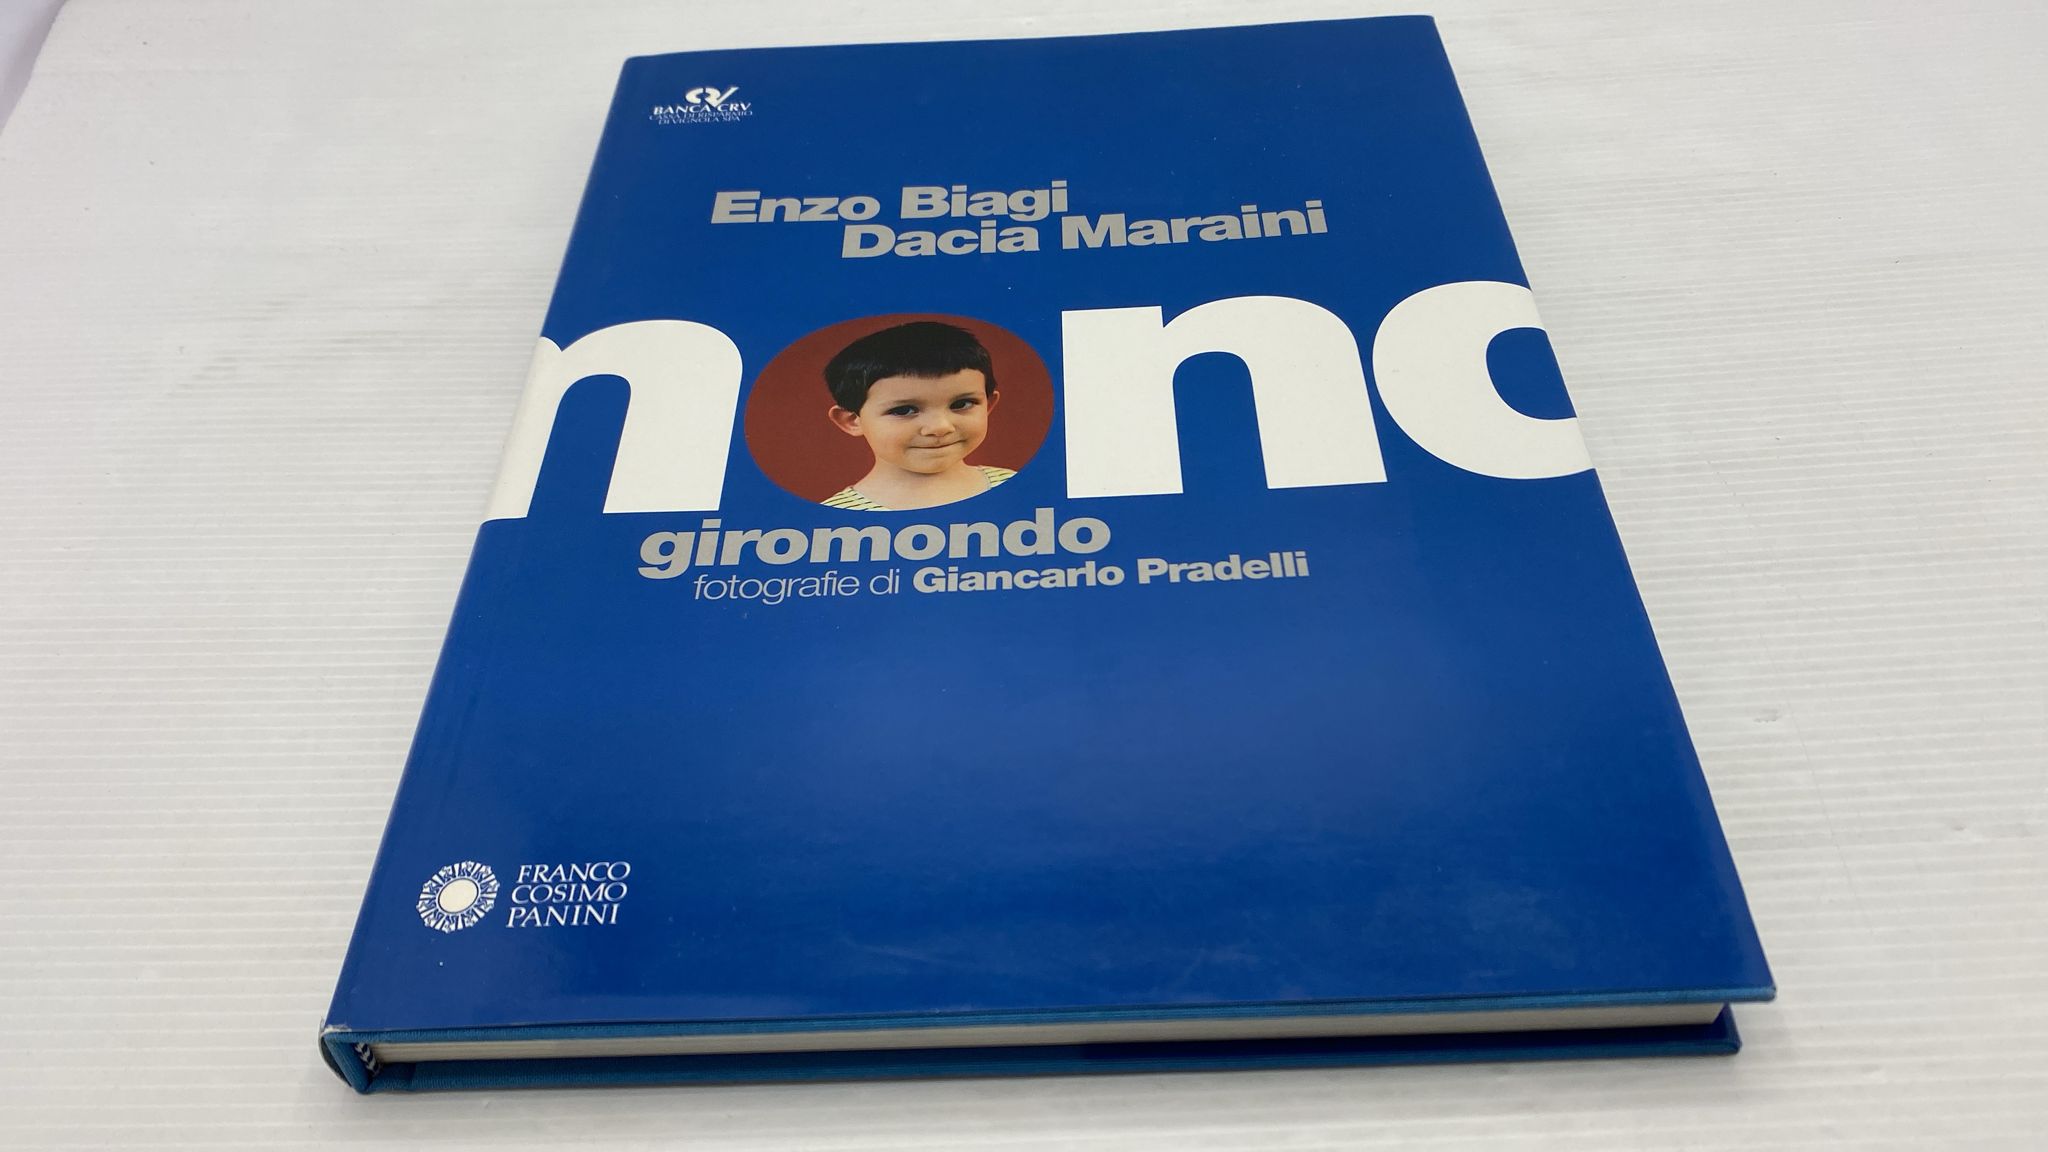 BANCA CRV
CASSA DI RISPARMIO
DI VIGNOLA SPA
Enzo Biagi
Dacia Maraini
mond
giromondo
fotografie di Giancarlo Pradelli
FRANCO
COSIMO
PANINI